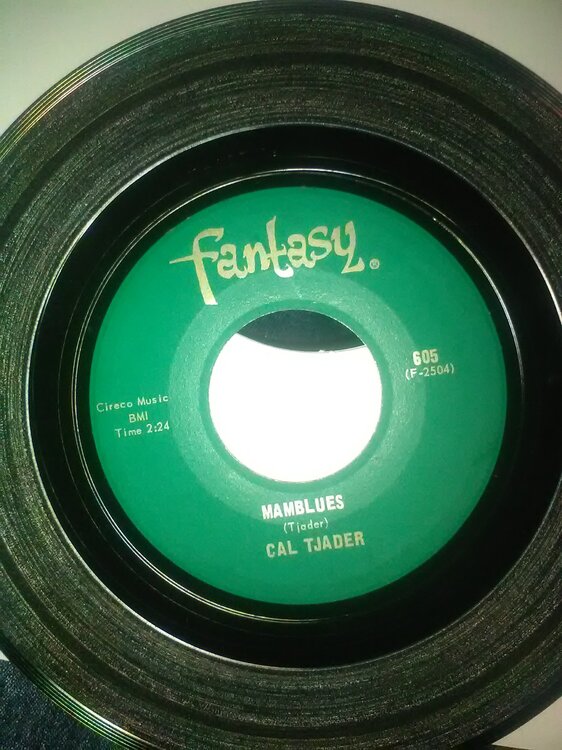 fantasy®
605
(F-2504)
Cireco Music
BMI
Time 2:24
MAMBLUES
(Tjader)
CAL TJADER